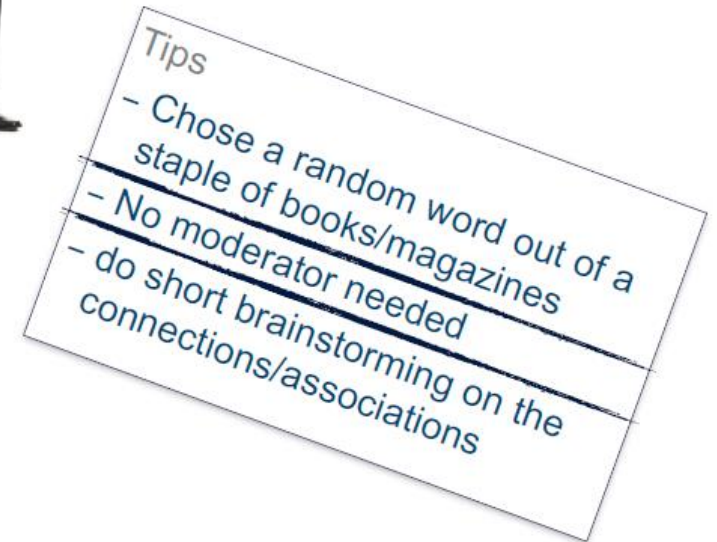 Tips
– Chose a random word out of a
staple of books/magazines
– No moderator needed
– do short brainstorming on the
connections/associations